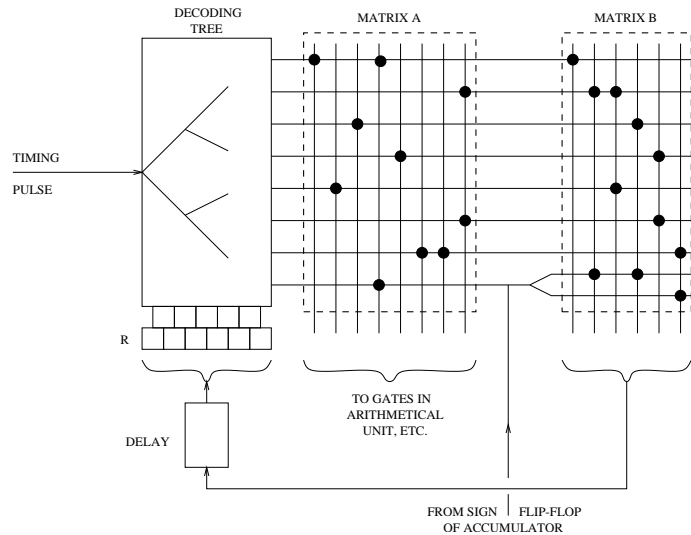 DECODING
TREE
MATRIX A
MATRIX B
TIMING
PULSE
R
TO GATES IN
ARITHMETICAL
UNIT, ETC.
DELAY
FROM SIGN FLIP-FLOP
OF ACCUMULATOR